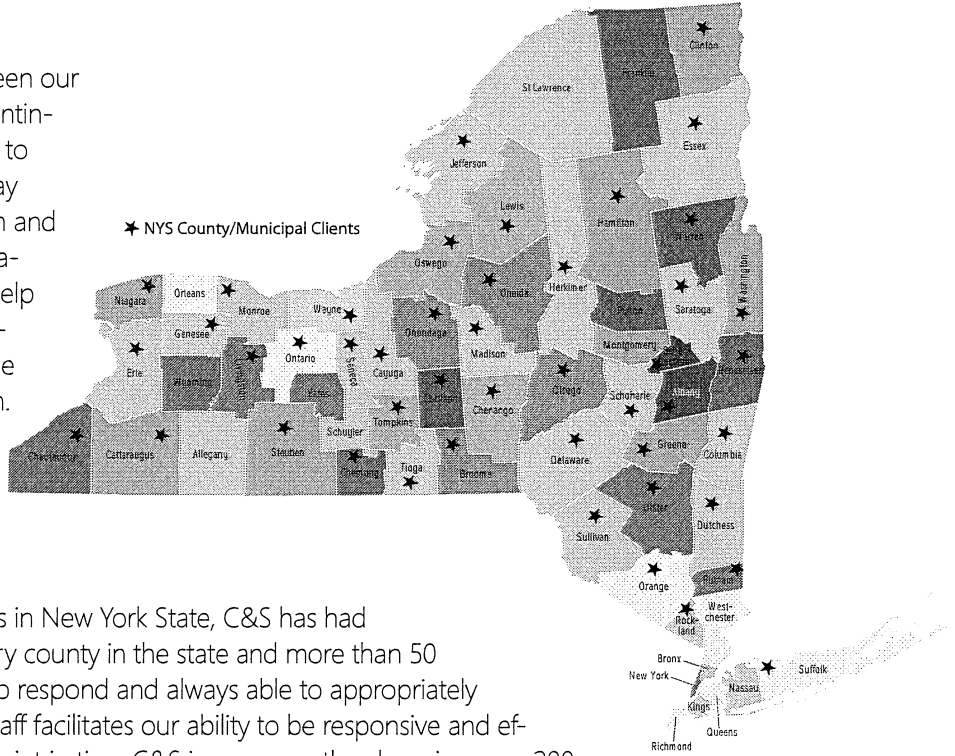 een our
ntin-
to
ay
n and
a-
elp
-
e
n.
★ NYS County/Municipal Clients
Clinton
Franklin
St Lawrence
Essex
Jefferson
Lewis
Hamilton
Oswego
Oneida
Herkimer
Washington
Saratoga
Niagara
Orleans
Monroe
Wayne
Genesee
Onondaga
Madison
Fulton
Montgomery
Erie
Wyoming
Livingston
Ontario
Seneca
Cayuga
Yates
Otsego
Schoharie
Albany
Rensselaer
Chenango
Tompkins
Schuyler
Chautauqua
Cattaraugus
Allegany
Steuben
Chemung
Tioga
Broome
Delaware
Greene
Columbia
Ulster
Sullivan
Dutchess
Orange
Putnam
West-
chester
Rock-
land
Bronx
New York
Nassau
Suffolk
Kings
Queens
Richmond
s in New York State, C&S has had
ry county in the state and more than 50
o respond and always able to appropriately
aff facilitates our ability to be responsive and ef-